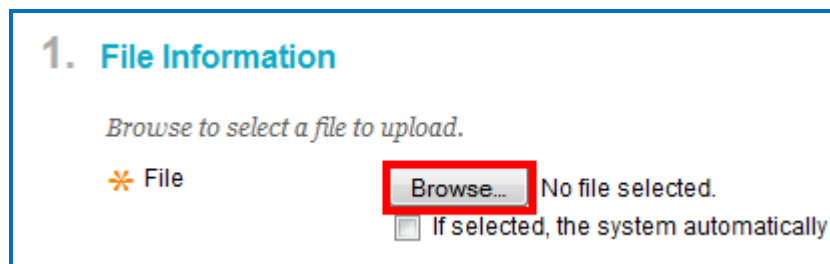 1. File Information
Browse to select a file to upload.
File Browse... No file selected.
If selected, the system automatically